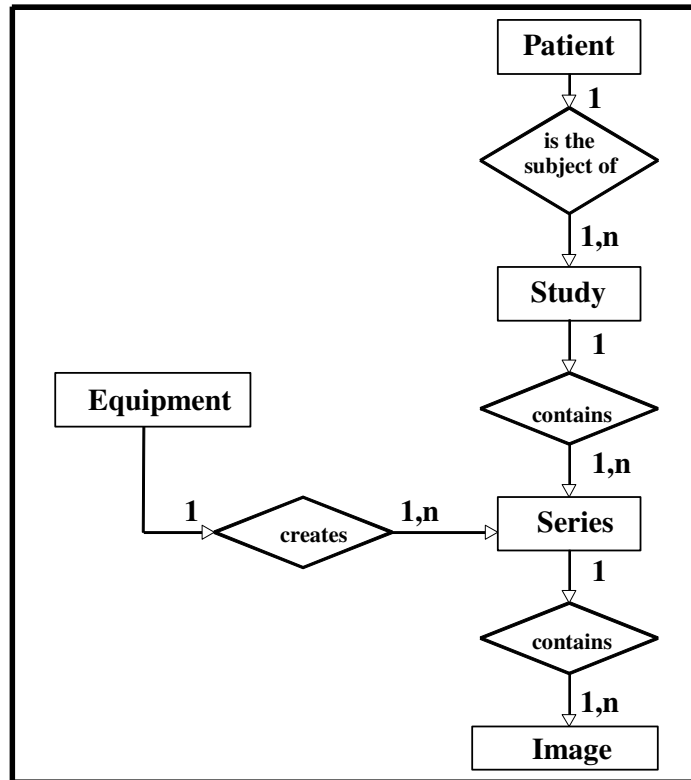 Patient
1
is the
subject of
1,n
Study
1
Equipment
contains
1,n
1
creates
1,n
Series
1
contains
1,n
Image